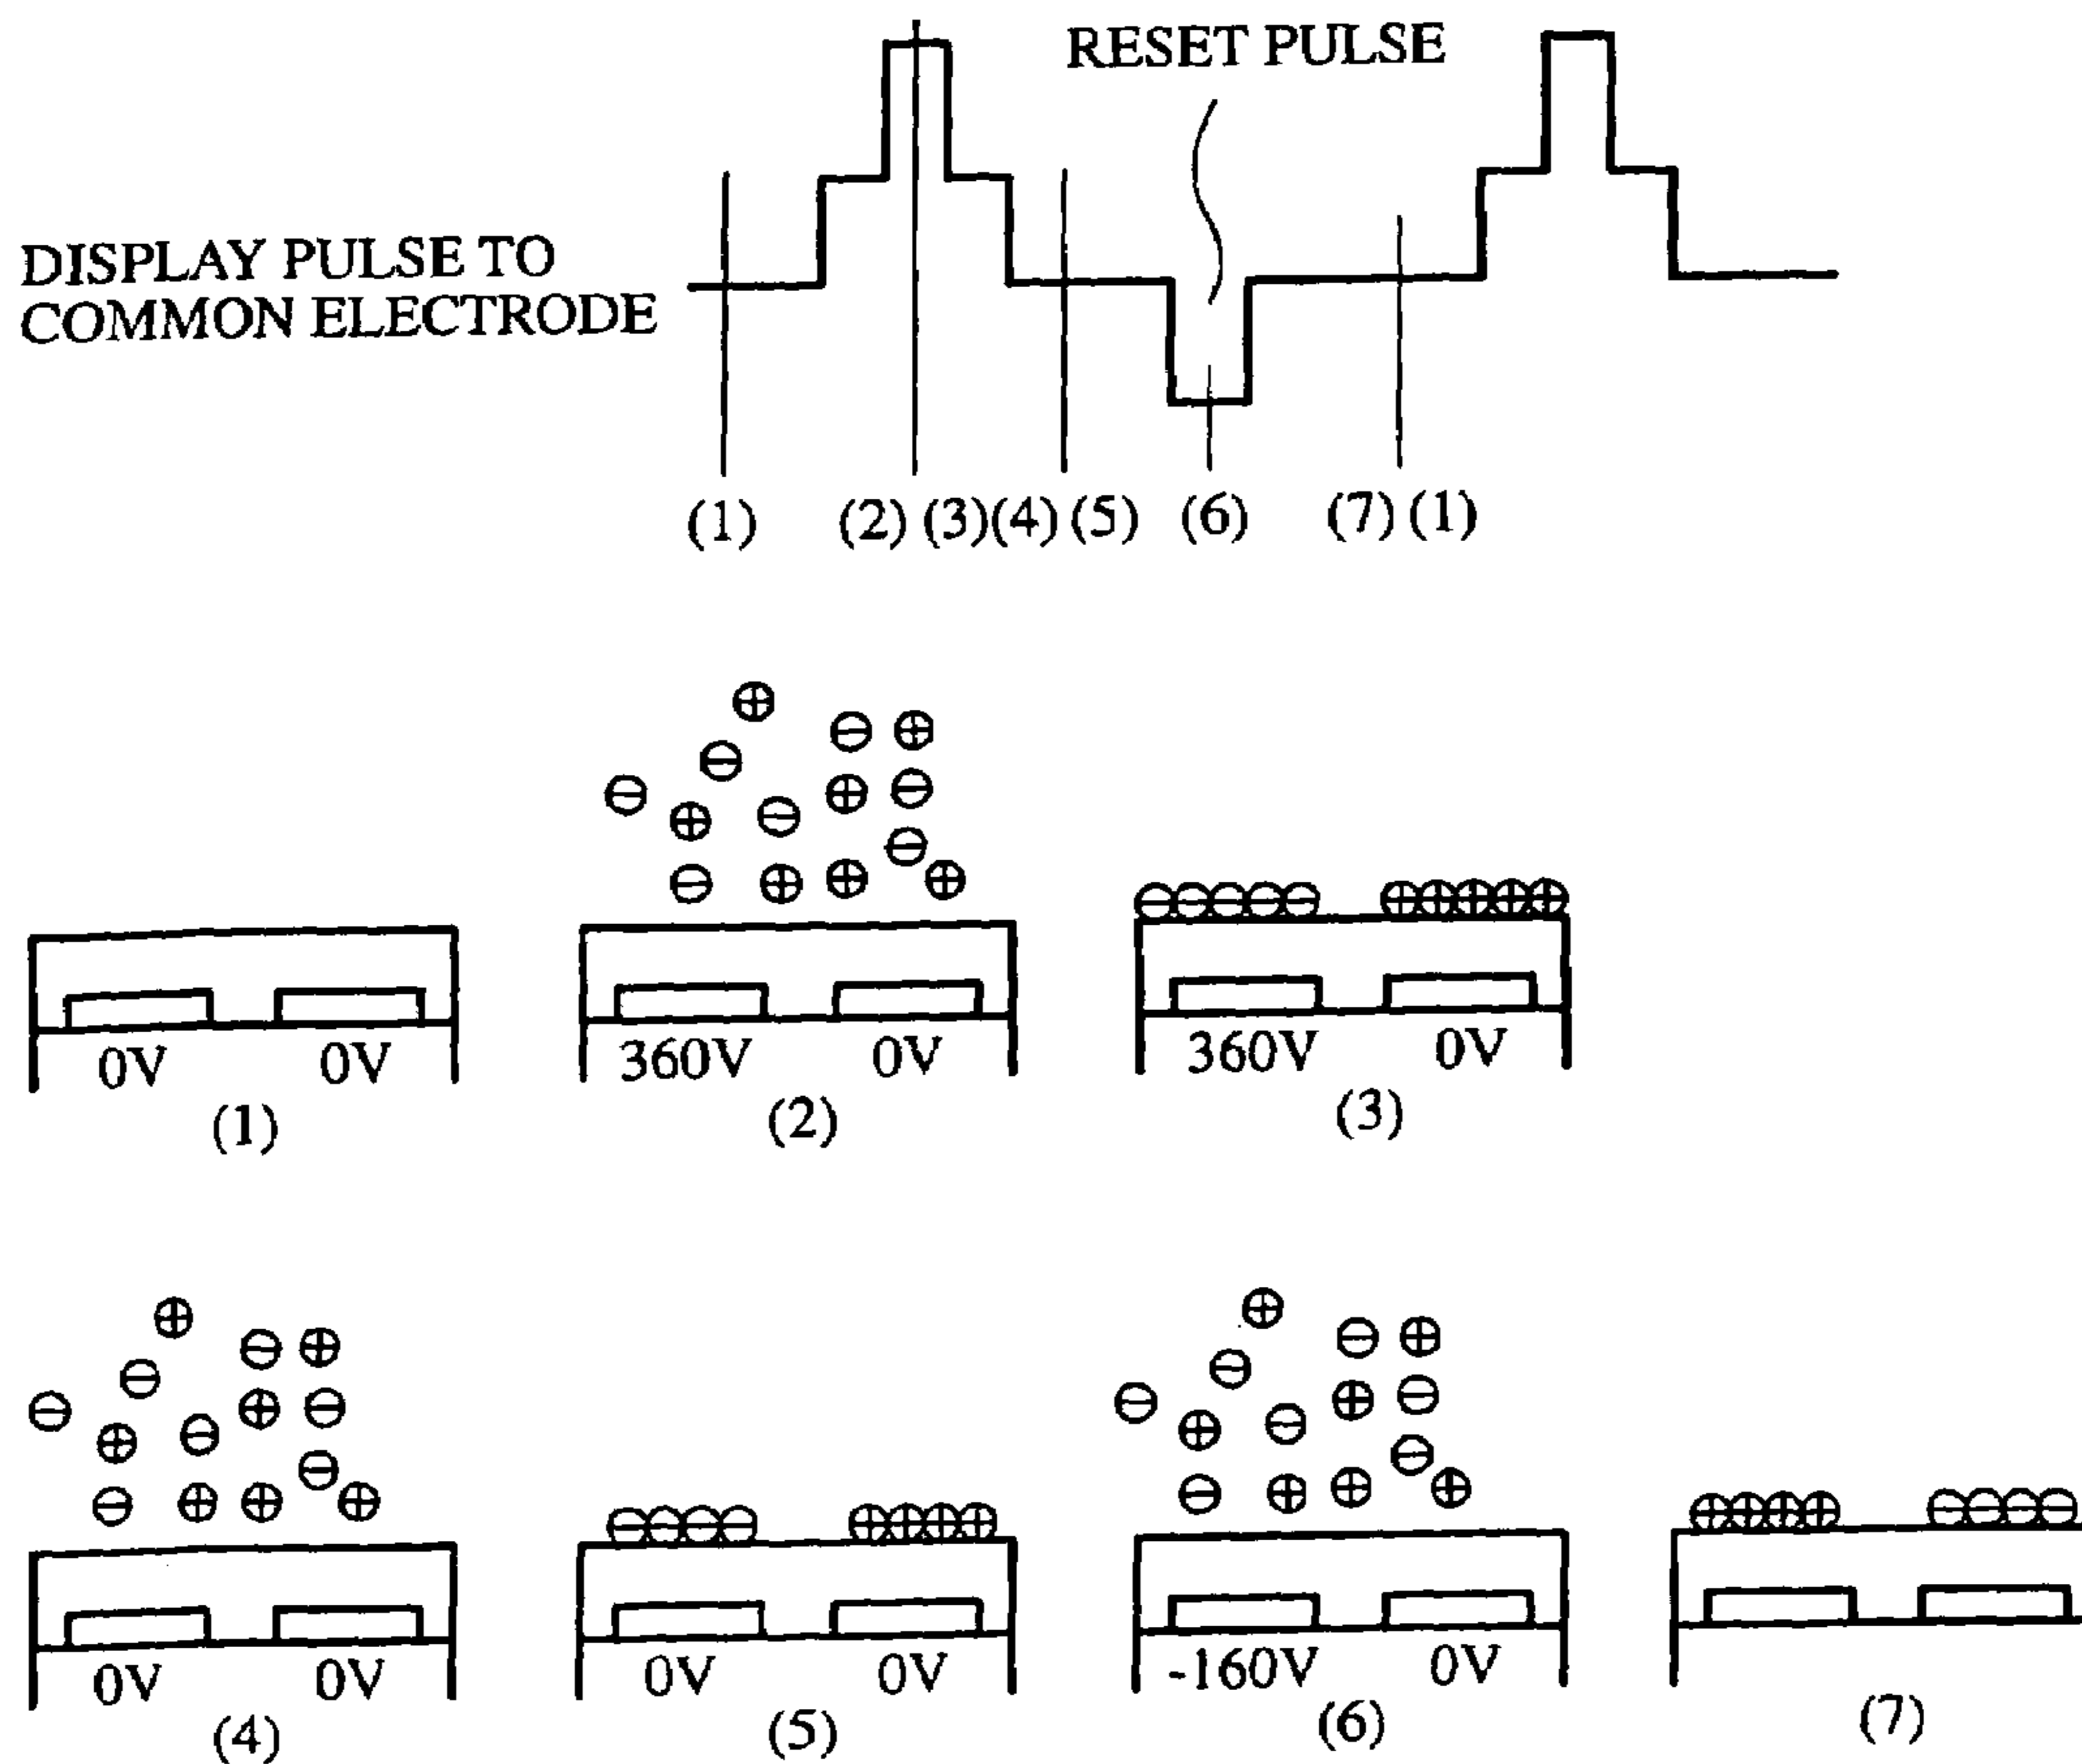 RESET PULSE
DISPLAY PULSE TO
COMMON ELECTRODE
(1) (2) (3) (4) (5) (6) (7) (1)
0V 0V
(1)
360V 0V
(2)
360V 0V
(3)
0V 0V
(4)
0V 0V
(5)
-160V 0V
(6)
(7)